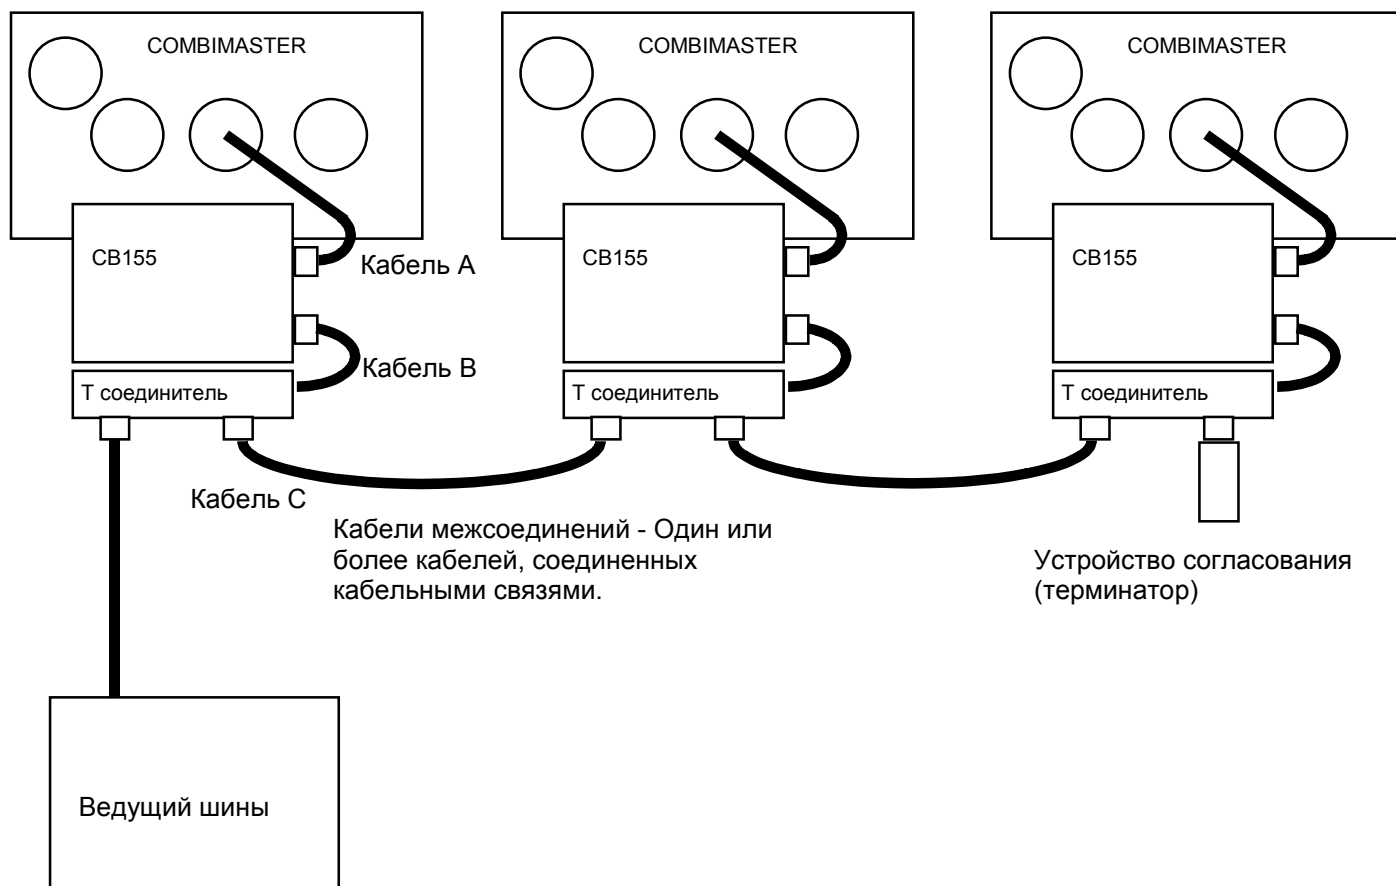 COMBIMASTER
COMBIMASTER
COMBIMASTER
CB155
CB155
CB155
Кабель A
Кабель B
Т соединитель
Т соединитель
Т соединитель
Кабель C
Кабели межсоединений - Один или
более кабелей, соединенных
кабельными связями.
Устройство согласования
(терминатор)
Ведущий шины